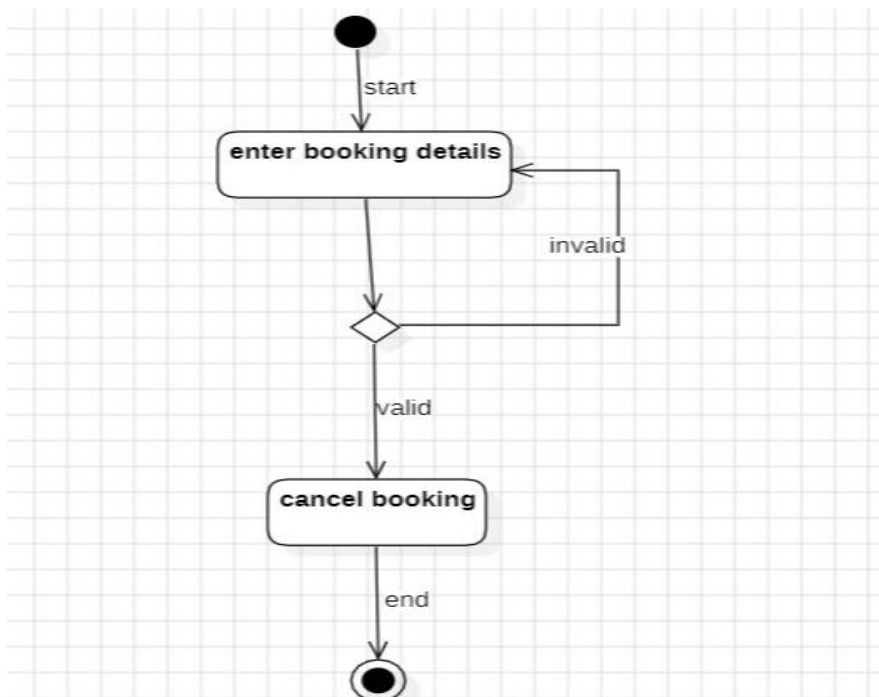 start
enter booking details
invalid
valid
cancel booking
end